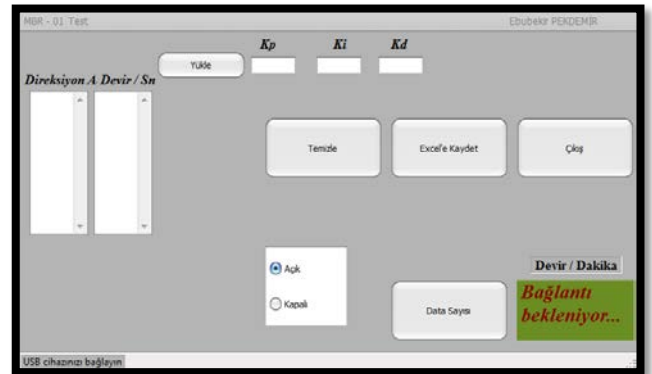 MBR - 01 Test
Ebubekir PEKDEMİR
Kp Ki Kd
Yükle
Direksiyon A Devir / Sn
Temizle
Excel'e Kaydet
Çıkış
Açık
Kapalı
Data Sayısı
Devir / Dakika
Bağlantı
bekleniyor...
USB cihazınızı bağlayın